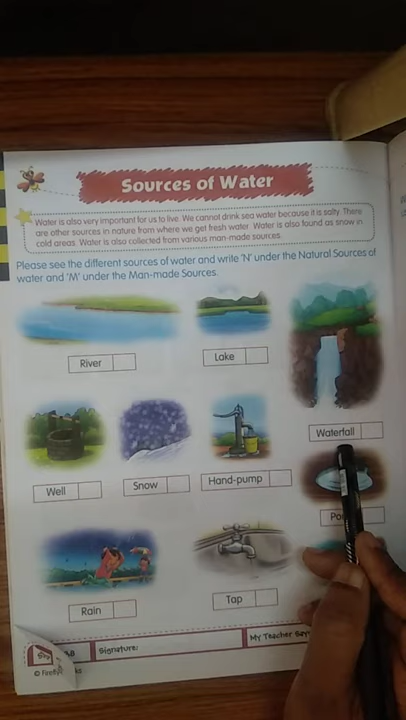 Sources of Water
Water is also very important for us to live. We cannot drink sea water because it is salty. There
are other sources in nature from where we get fresh water. Water is also found as snow in
cold areas. Water is also collected from various man-made sources.
Please see the different sources of water and write 'N' under the Natural Sources of
water and 'M' under the Man-made Sources.
River
Lake
Waterfall
Well
Snow
Hand-pump
Rain
Tap
Signature:
My Teacher